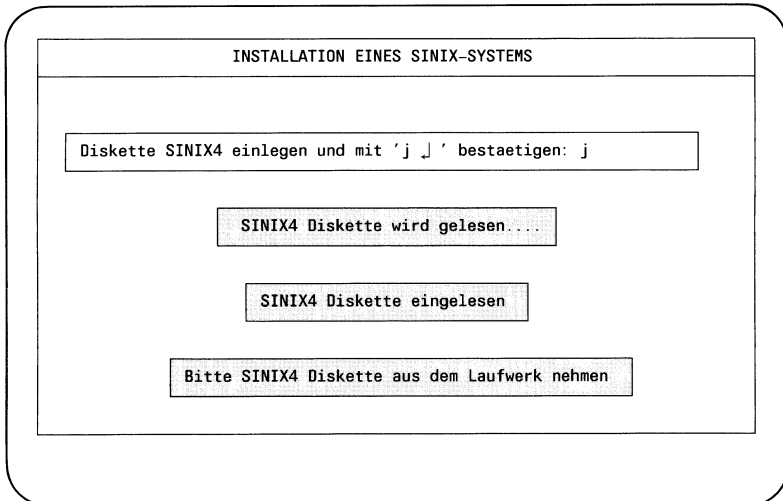 INSTALLATION EINES SINIX-SYSTEMS
Diskette SINIX4 einlegen und mit 'j ↵ ' bestaetigen: j
SINIX4 Diskette wird gelesen....
SINIX4 Diskette eingelesen
Bitte SINIX4 Diskette aus dem Laufwerk nehmen